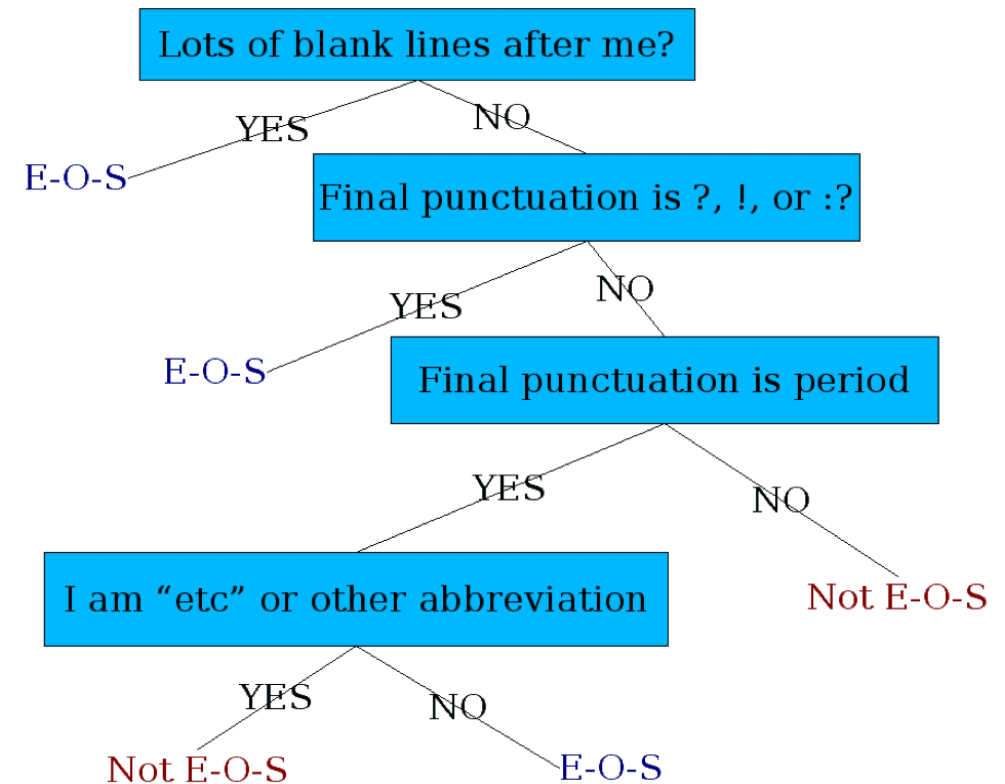 Lots of blank lines after me?
YES
NO
E-O-S
Final punctuation is ?, !, or :?
YES
NO
E-O-S
Final punctuation is period
YES
NO
I am “etc” or other abbreviation
Not E-O-S
YES
NO
Not E-O-S
E-O-S